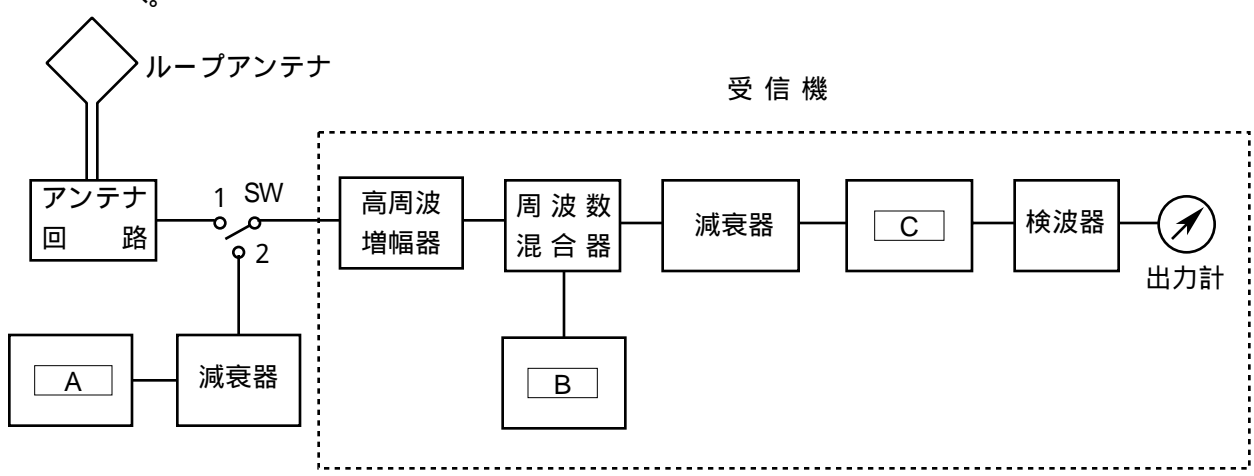 ループアンテナ
受信機
アンテナ
回路
1 SW
2
高周波
増幅器
周波数
混合器
減衰器
C
検波器
出力計
A
減衰器
B